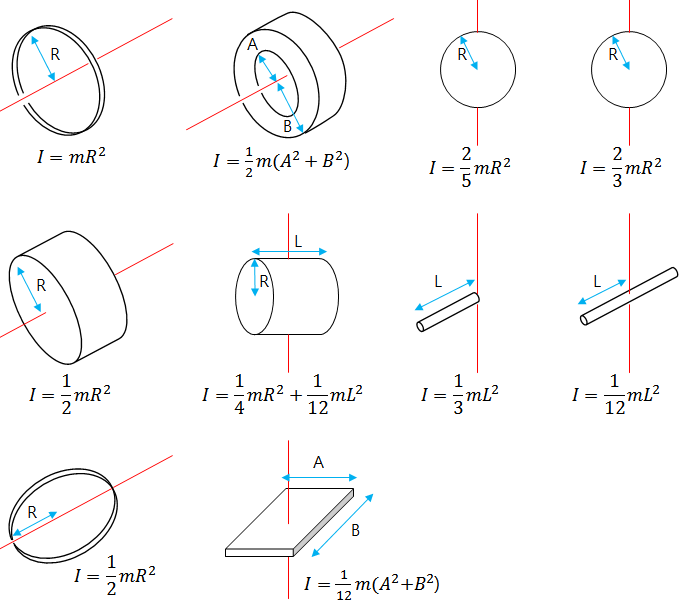 R
I = mR²
A
B
I = ½m(A² + B²)
R
I = 2/5 mR²
R
I = 2/3 mR²
R
I = 1/2 mR²
L
R
I = 1/4 mR² + 1/12 mL²
L
I = 1/3 mL²
L
I = 1/12 mL²
R
I = 1/2 mR²
A
B
I = 1/12 m(A²+B²)